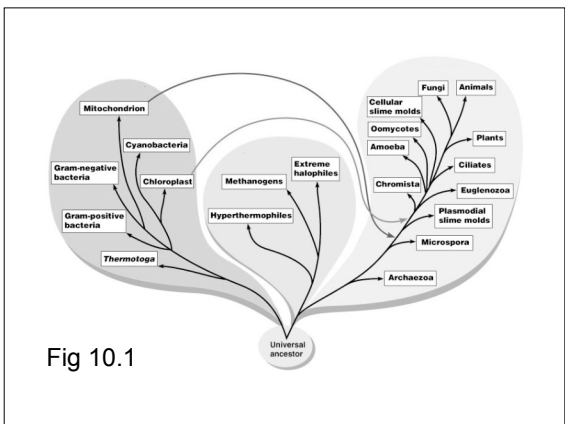 Mitochondrion
Cyanobacteria
Gram-negative
bacteria
Chloroplast
Gram-positive
bacteria
Thermotoga
Extreme
halophiles
Methanogens
Hyperthermophiles
Fungi
Animals
Cellular
slime molds
Oomycotes
Plants
Amoeba
Ciliates
Chromista
Euglenozoa
Plasmodial
slime molds
Microspora
Archaezoa
Universal
ancestor
Fig 10.1